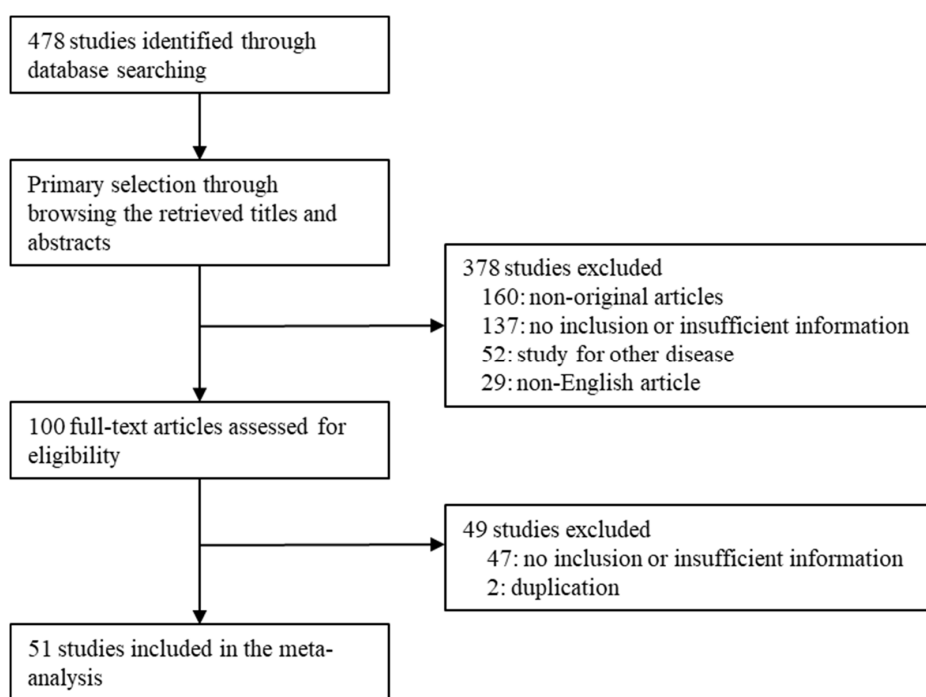 478 studies identified through
database searching
Primary selection through
browsing the retrieved titles and
abstracts
378 studies excluded
160: non-original articles
137: no inclusion or insufficient information
52: study for other disease
29: non-English article
100 full-text articles assessed for
eligibility
49 studies excluded
47: no inclusion or insufficient information
2: duplication
51 studies included in the meta-
analysis